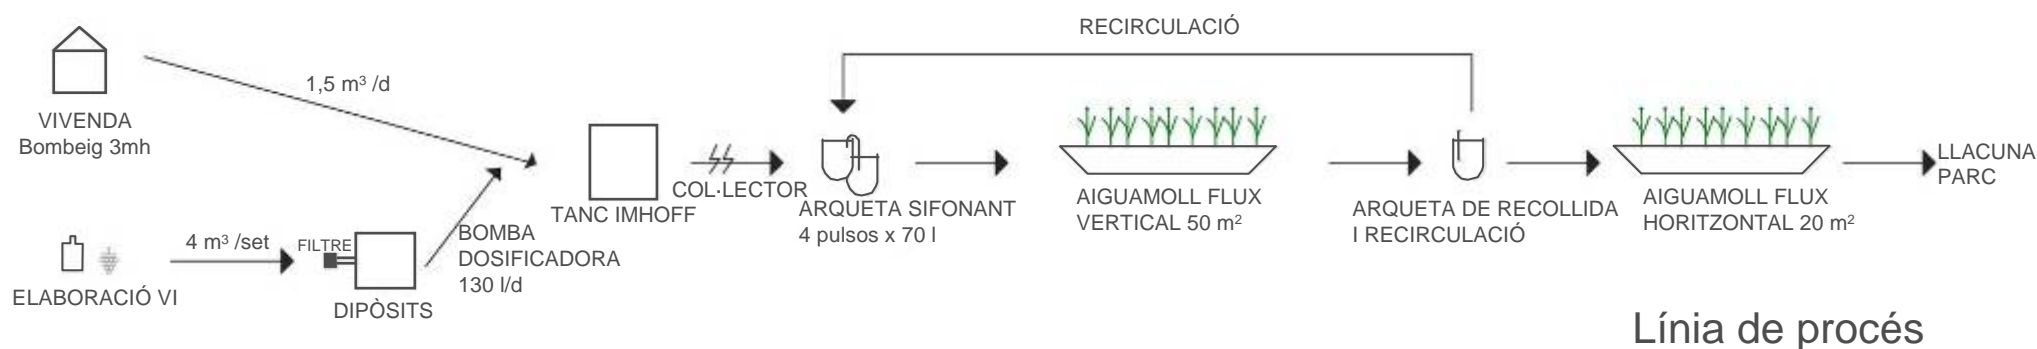 RECIRCULACIÓ
VIVENDA
Bombeig 3mh
1,5 m³ /d
ELABORACIÓ VI
4 m³ /set
FILTRE
DIPÒSITS
BOMBA
DOSIFICADORA
130 l/d
TANC IMHOFF
COL·LECTOR
ARQUETA SIFONANT
4 pulsos x 70 l
AIGUAMOLL FLUX
VERTICAL 50 m²
ARQUETA DE RECOLLIDA
I RECIRCULACIÓ
AIGUAMOLL FLUX
HORITZONTAL 20 m²
LLACUNA
PARC
Línia de procés